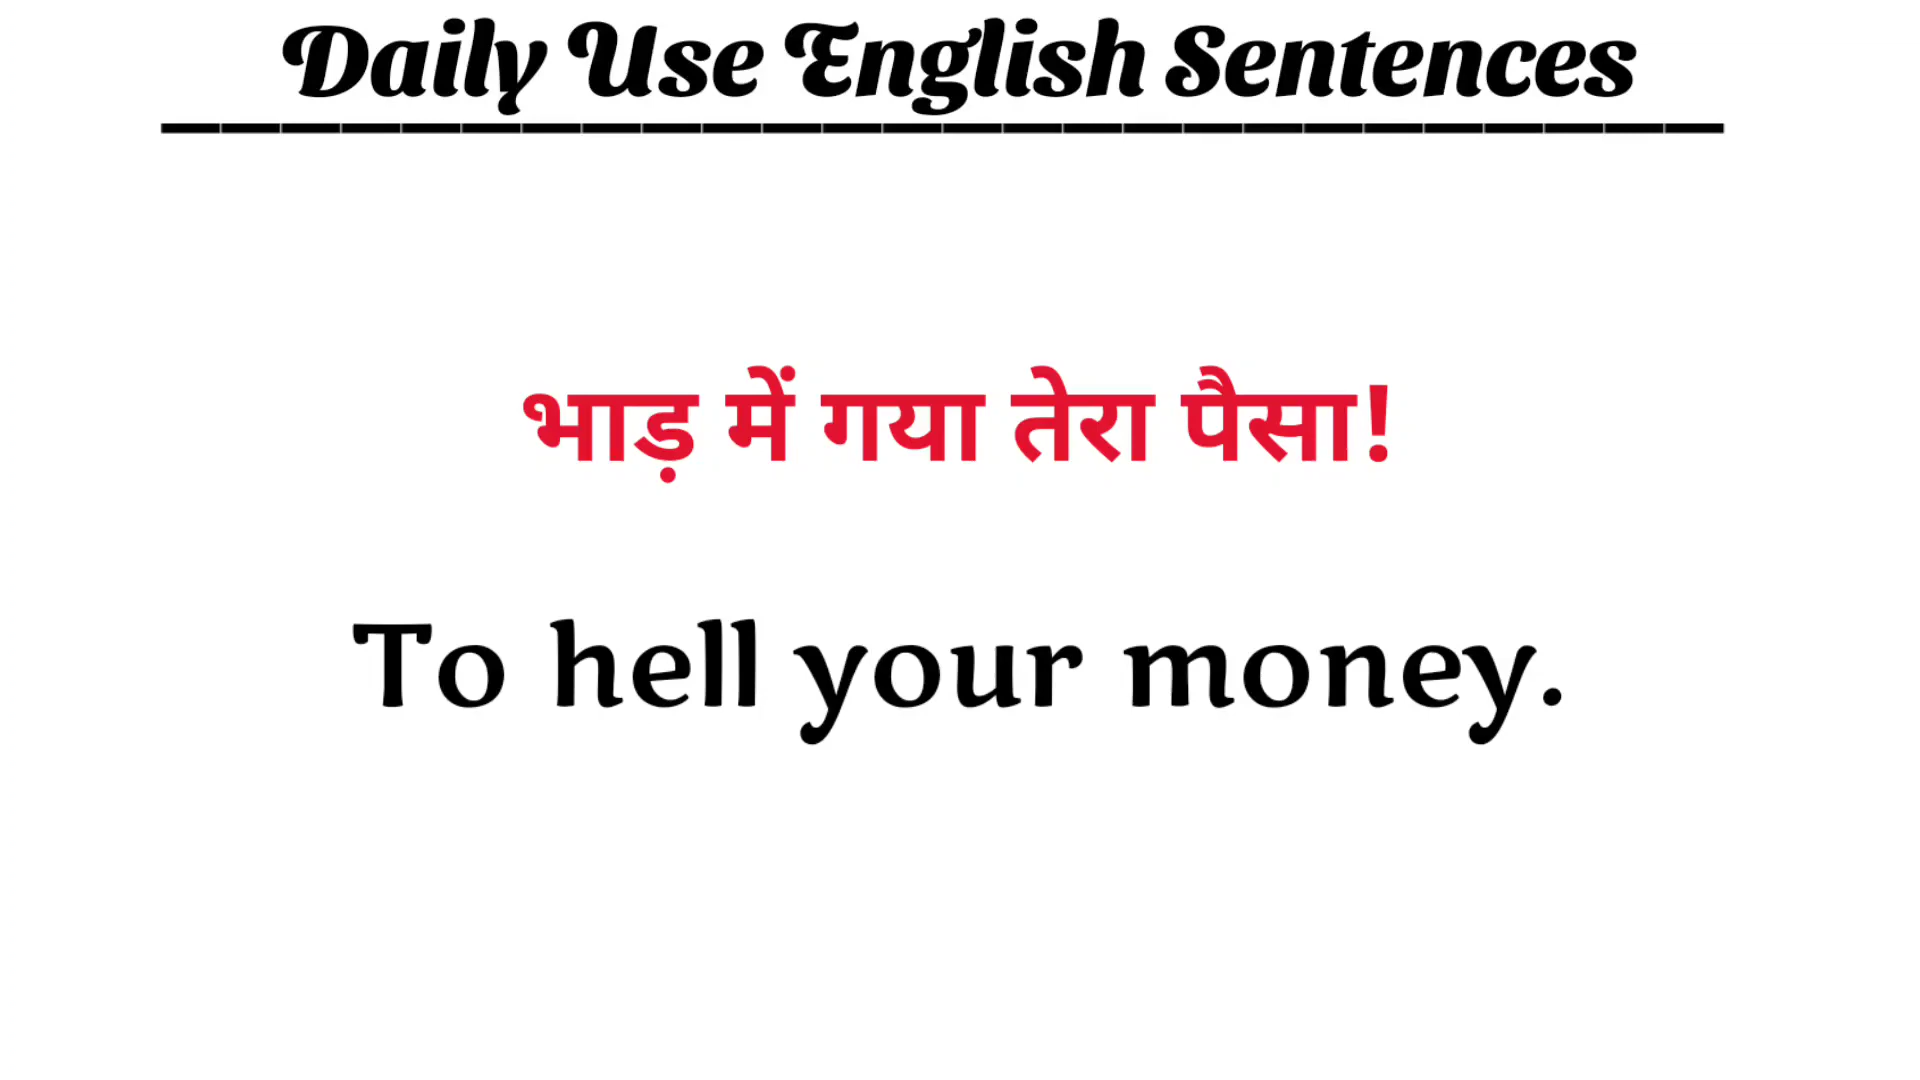 Daily Use English Sentences
भाड़ में गया तेरा पैसा!
To hell your money.